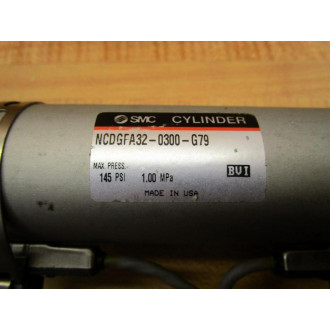 SMC CYLINDER
NCDGFA32-0300-G79
MAX. PRESS.
145 PSI 1.00 MPa
BVI
MADE IN USA